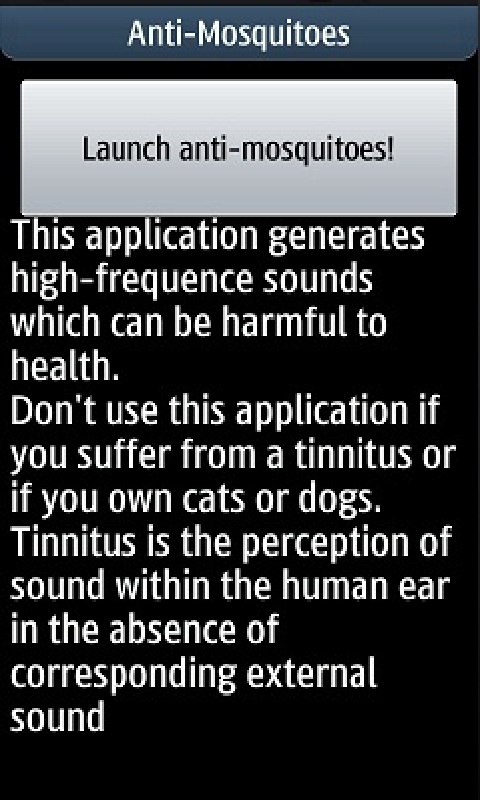 Anti-Mosquitoes
Launch anti-mosquitoes!
This application generates
high-frequence sounds
which can be harmful to
health.
Don't use this application if
you suffer from a tinnitus or
if you own cats or dogs.
Tinnitus is the perception of
sound within the human ear
in the absence of
corresponding external
sound